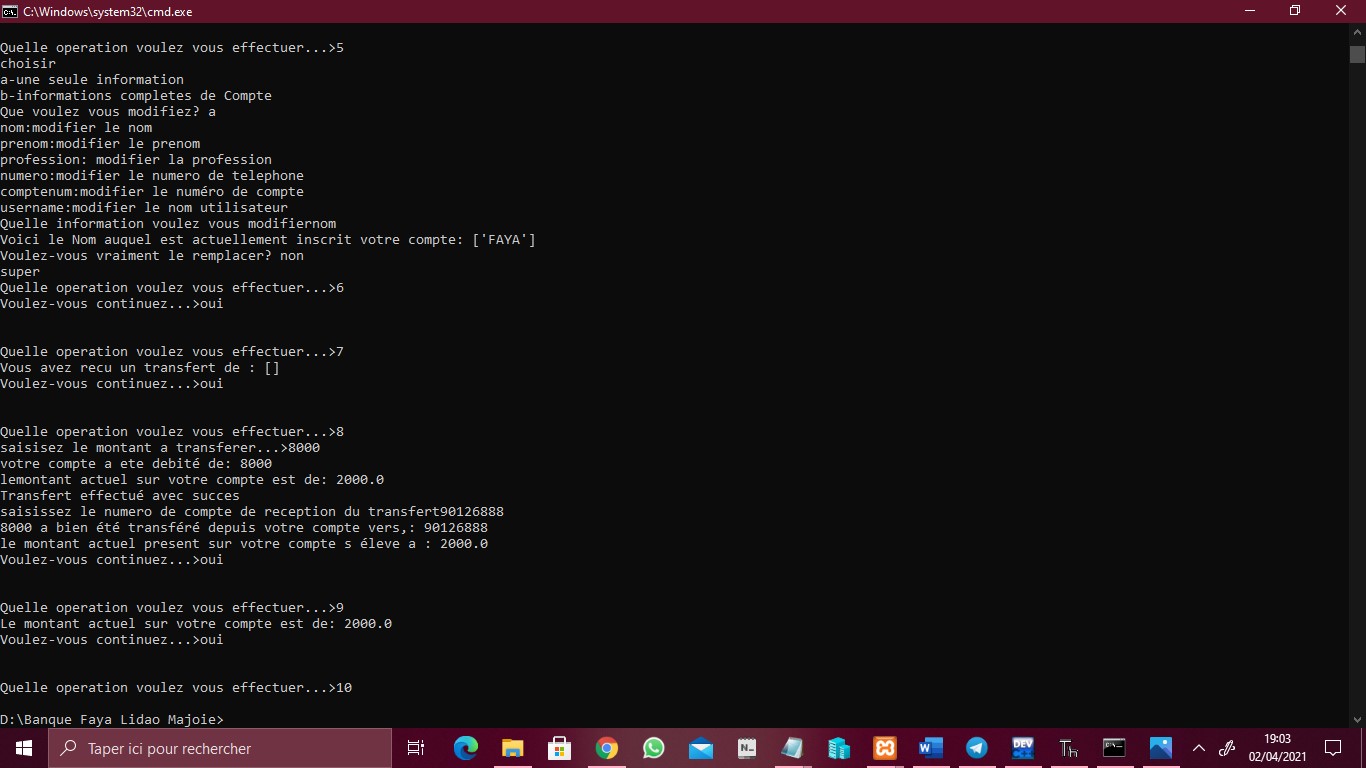 C:\Windows\system32\cmd.exe
Quelle operation voulez vous effectuer...>5
choisir
a-une seule information
b-informations completes de Compte
Que voulez vous modifiez? a
nom:modifier le nom
prenom:modifier le prenom
profession: modifier la profession
numero:modifier le numero de telephone
comptenum:modifier le numéro de compte
username:modifier le nom utilisateur
Quelle information voulez vous modifiernom
Voici le Nom auquel est actuellement inscrit votre compte: ['FAYA']
Voulez-vous vraiment le remplacer? non
super
Quelle operation voulez vous effectuer...>6
Voulez-vous continuez...>oui
Quelle operation voulez vous effectuer...>7
Vous avez recu un transfert de : []
Voulez-vous continuez...>oui
Quelle operation voulez vous effectuer...>8
saisisez le montant a transferer...>8000
votre compte a ete debité de: 8000
lemontant actuel sur votre compte est de: 2000.0
Transfert effectué avec succes
saisissez le numero de compte de reception du transfert90126888
8000 a bien été transféré depuis votre compte vers,: 90126888
le montant actuel present sur votre compte s éleve a : 2000.0
Voulez-vous continuez...>oui
Quelle operation voulez vous effectuer...>9
Le montant actuel sur votre compte est de: 2000.0
Voulez-vous continuez...>oui
Quelle operation voulez vous effectuer...>10
D:\Banque Faya Lidao Majoie>
Taper ici pour rechercher
DEV
19:03
02/04/2021